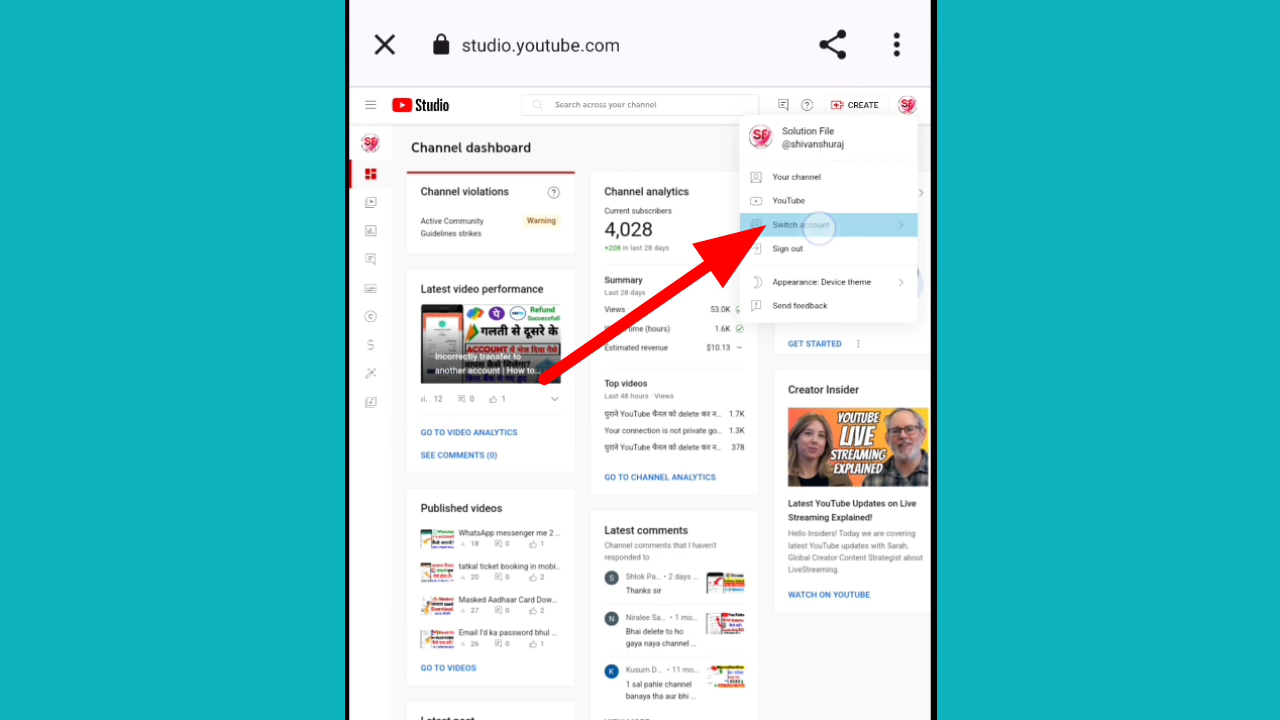 studio.youtube.com
Studio
Search across your channel
CREATE
Solution File
@shivanshuraj
Your channel
YouTube
Switch account
Sign out
Appearance: Device theme
Send feedback
Channel dashboard
Channel violations
Active Community
Guidelines strikes
Warning
Latest video performance
Refund
Successfull
गलती से दूसरे के
ACCOUNT में भेज दिया पैसे
Incorrectly transfer to
another account | How to...
12 0 1
GO TO VIDEO ANALYTICS
SEE COMMENTS (0)
Published videos
WhatsApp messenger me 2 ...
18 0 1
tatkal ticket booking in mobi..
20 0 2
Masked Aadhaar Card Dow...
27 0 2
Email I'd ka password bhul ...
26 0 1
GO TO VIDEOS
Channel analytics
Current subscribers
4,028
+208 in last 28 days
Summary
Last 28 days
Views 53.0K
time (hours) 1.6K
Estimated revenue $10.13 --
Top videos
Last 48 hours · Views
पुराने YouTube चैनल को delete कर न... 1.7K
Your connection is not private go... 1.3K
पुराने YouTube चैनल को delete कर न... 378
GO TO CHANNEL ANALYTICS
Latest comments
Channel comments that I haven't
responded to
S
Shlok Pa.. • 2 days ...
Thanks sir
N
Niralee Sa... • 1 mo...
Bhai delete to ho
gaya naya channel ...
K
Kusum D... • 11 mo...
1 sal pahle channel
banaya tha aur bhi ...
GET STARTED
Creator Insider
YOUTUBE
LIVE
STREAMING
EXPLAINED
Latest YouTube Updates on Live
Streaming Explained!
Hello Insiders! Today we are covering
latest YouTube updates with Sarah,
Global Creator Content Strategist about
LiveStreaming.
WATCH ON YOUTUBE